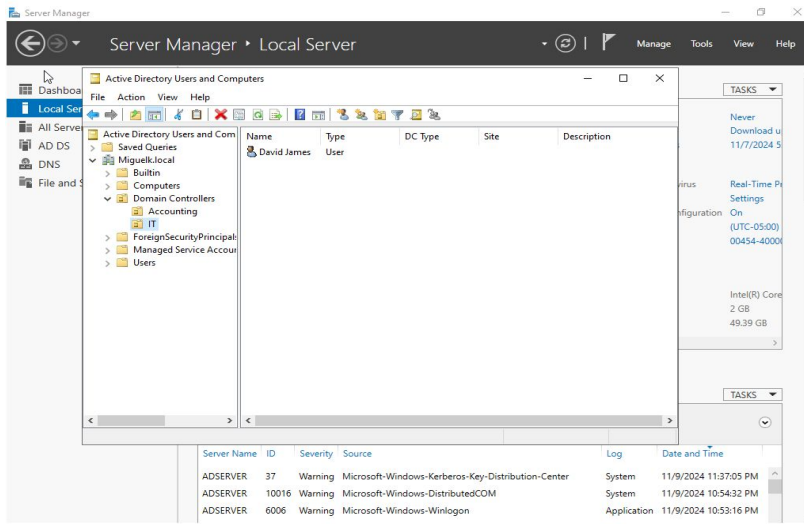 Server Manager
Server Manager ‣ Local Server
Manage Tools View Help
Dashboa
Local Ser
All Server
AD DS
DNS
File and S
Active Directory Users and Computers
File Action View Help
Active Directory Users and Com
Saved Queries
Miguelk.local
Builtin
Computers
Domain Controllers
Accounting
IT
ForeignSecurityPrincipals
Managed Service Accour
Users
Name Type DC Type Site Description
David James User
TASKS
Never
Download u
11/7/2024 5
virus Real-Time Pr
Settings
nfiguration On
(UTC-05:00)
00454-40000
Intel(R) Core
2 GB
49.39 GB
TASKS
Server Name ID Severity Source Log Date and Time
ADSERVER 37 Warning Microsoft-Windows-Kerberos-Key-Distribution-Center System 11/9/2024 11:37:05 PM
ADSERVER 10016 Warning Microsoft-Windows-DistributedCOM System 11/9/2024 10:54:32 PM
ADSERVER 6006 Warning Microsoft-Windows-Winlogon Application 11/9/2024 10:53:16 PM